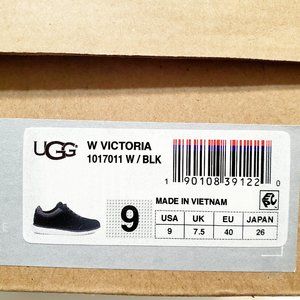 UGG
W VICTORIA
1017011 W / BLK
1 90108 39122 0
9
MADE IN VIETNAM
USA UK EU JAPAN
9 7.5 40 26